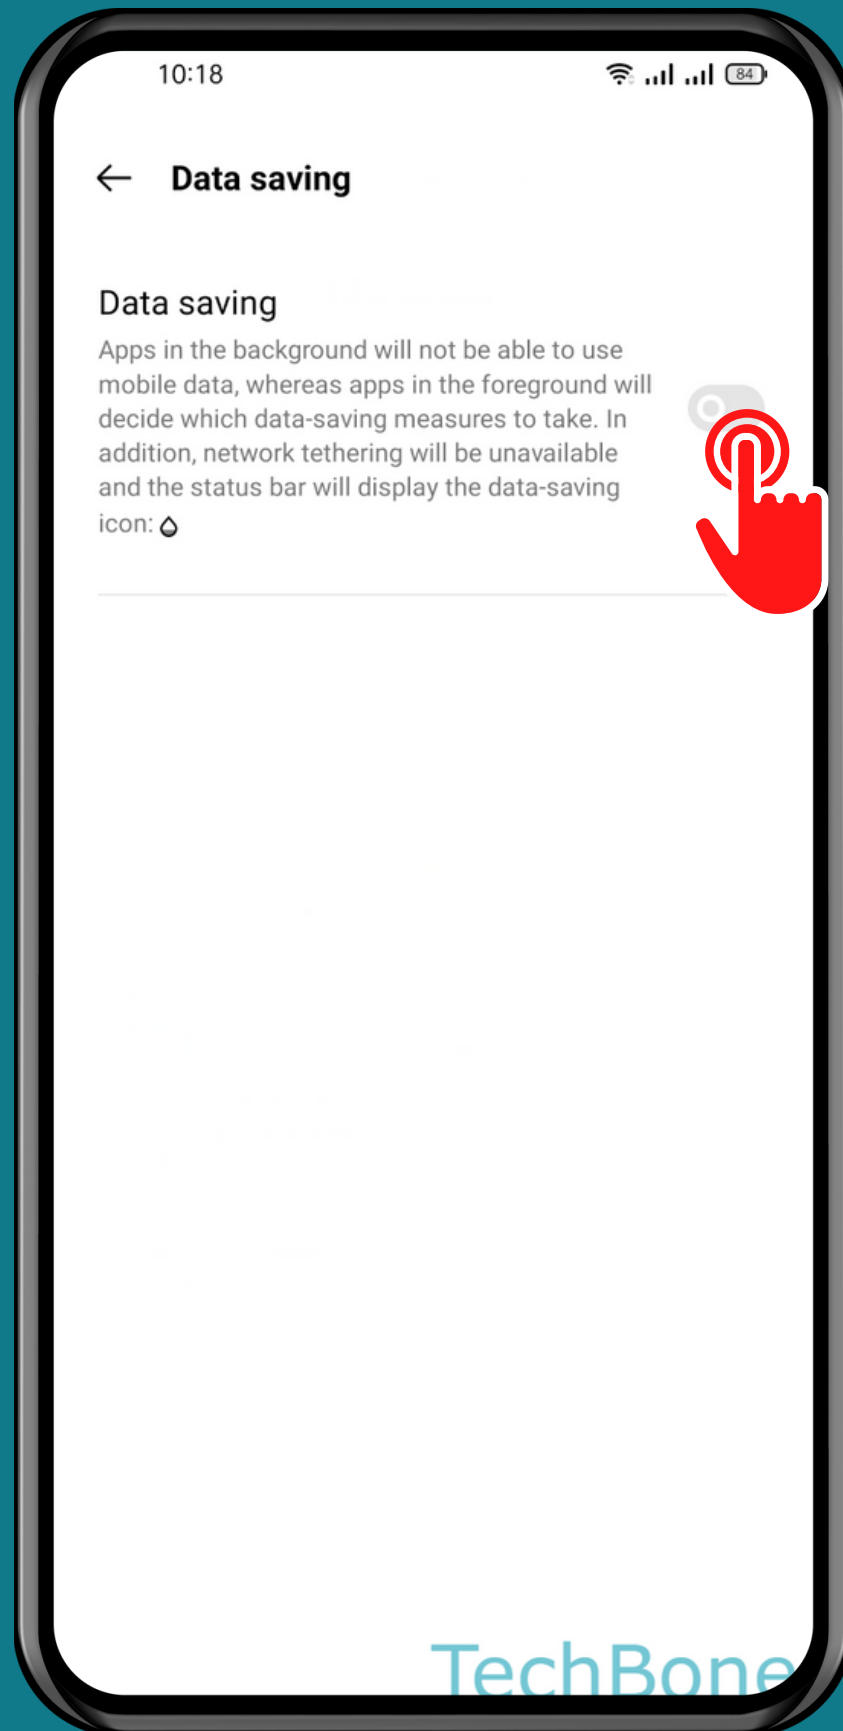 10:18
84
Data saving
Data saving
Apps in the background will not be able to use
mobile data, whereas apps in the foreground will
decide which data-saving measures to take. In
addition, network tethering will be unavailable
and the status bar will display the data-saving
icon:
TechBone